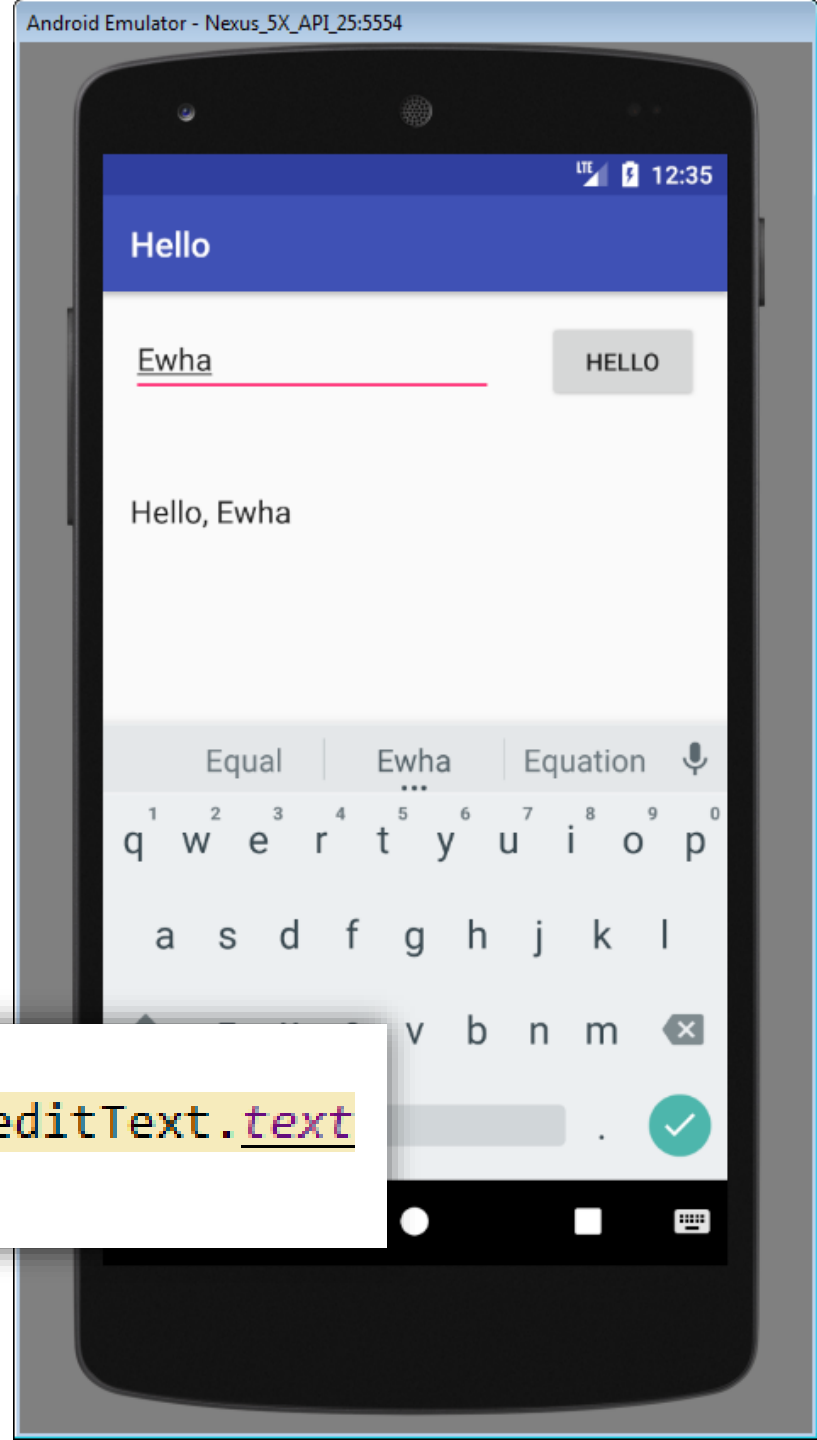 Android Emulator - Nexus_5X_API_25:5554
LTE 12:35
Hello
Ewha HELLO
Hello, Ewha
Equal Ewha Equation
1 2 3 4 5 6 7 8 9 0
q w e r t y u i o p
a s d f g h j k l
v b n m
editText.text
.